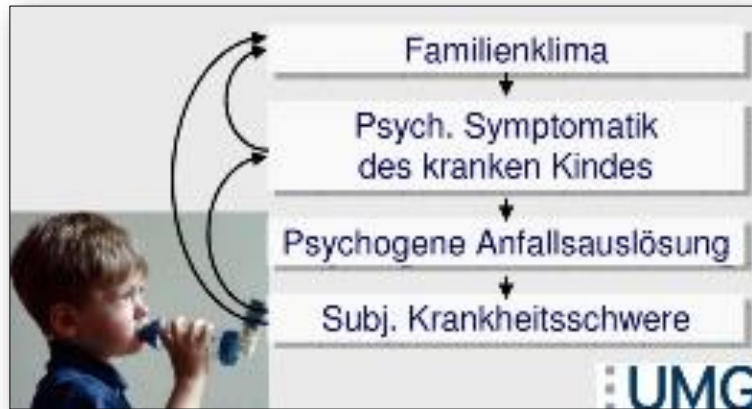 Familienklima
Psych. Symptomatik
des kranken Kindes
Psychogene Anfallsauslösung
Subj. Krankheitsschwere
UMG